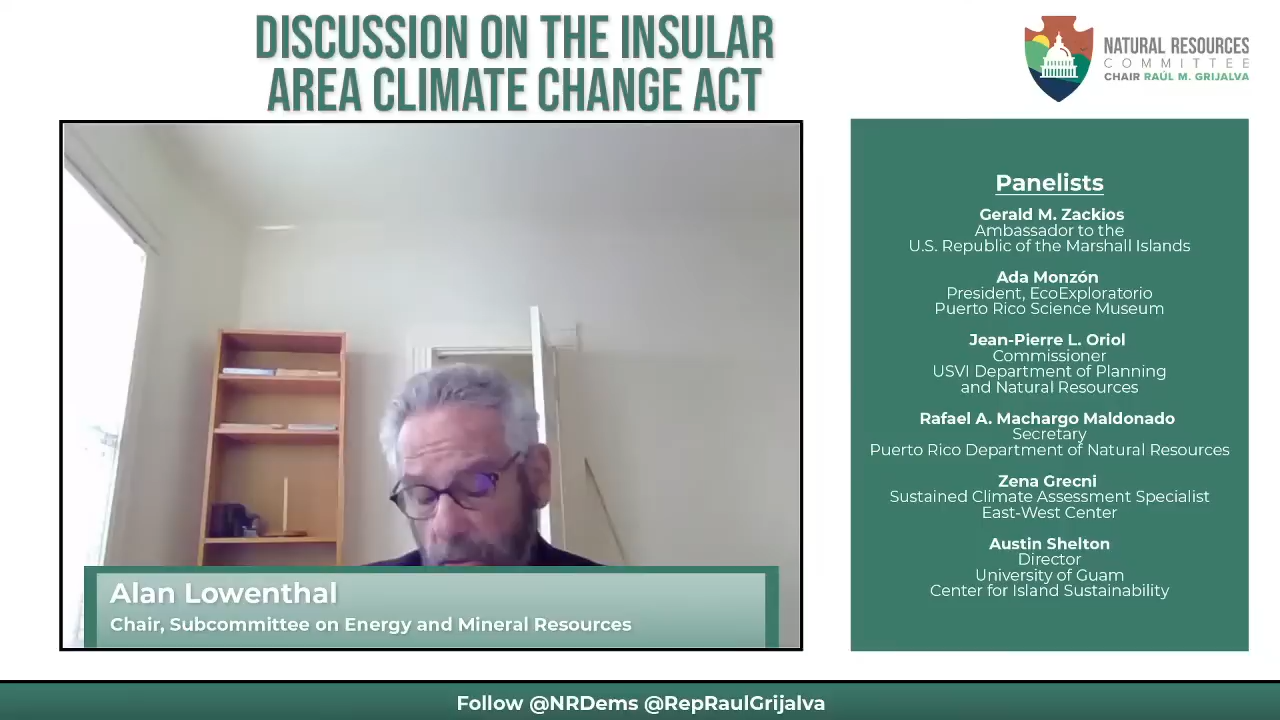 DISCUSSION ON THE INSULAR
AREA CLIMATE CHANGE ACT
NATURAL RESOURCES
COMMITTEE
CHAIR RAÚL M. GRIJALVA
Alan Lowenthal
Chair, Subcommittee on Energy and Mineral Resources
Panelists
Gerald M. Zackios
Ambassador to the
U.S. Republic of the Marshall Islands
Ada Monzón
President, EcoExploratorio
Puerto Rico Science Museum
Jean-Pierre L. Oriol
Commissioner
USVI Department of Planning
and Natural Resources
Rafael A. Machargo Maldonado
Secretary
Puerto Rico Department of Natural Resources
Zena Grecni
Sustained Climate Assessment Specialist
East-West Center
Austin Shelton
Director
University of Guam
Center for Island Sustainability
Follow @NRDems @RepRaulGrijalva